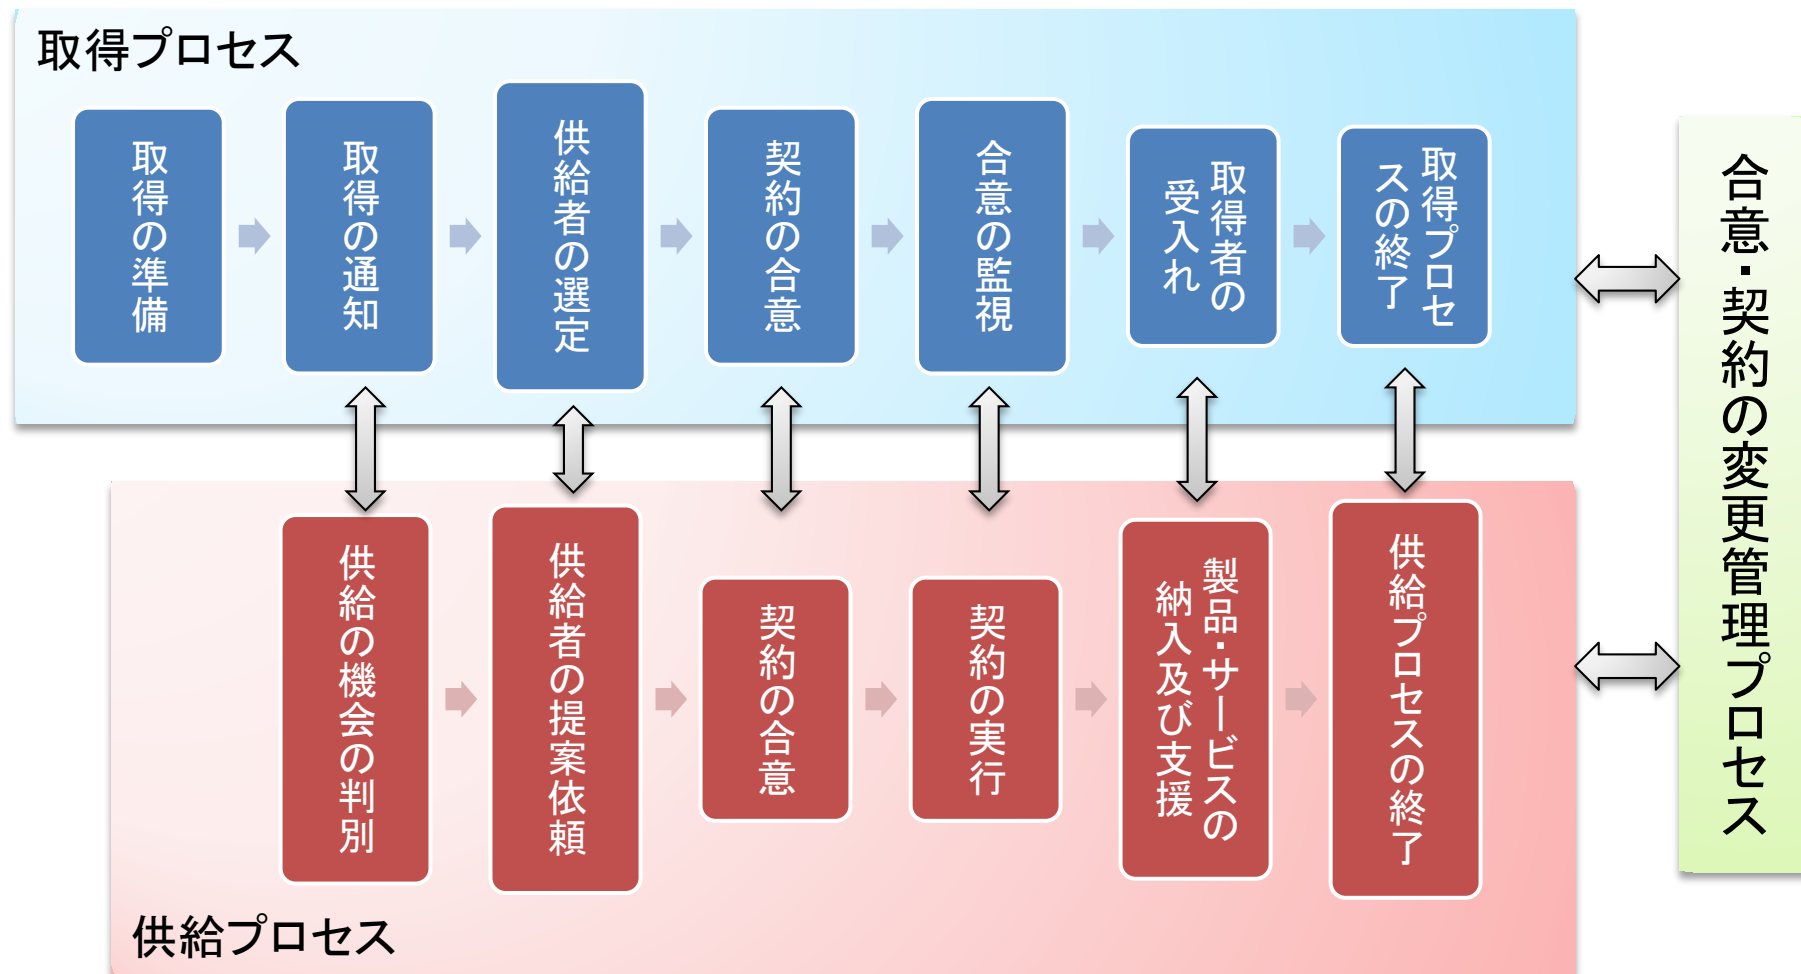 取得プロセス
取得の準備
取得の通知
供給者の選定
契約の合意
合意の監視
取得者の
受入れ
取得プロセ
スの終了
合意・契約の変更管理プロセス
供給の機会の判別
供給者の提案依頼
契約の合意
契約の実行
製品・サービスの
納入及び支援
供給プロセスの終了
供給プロセス